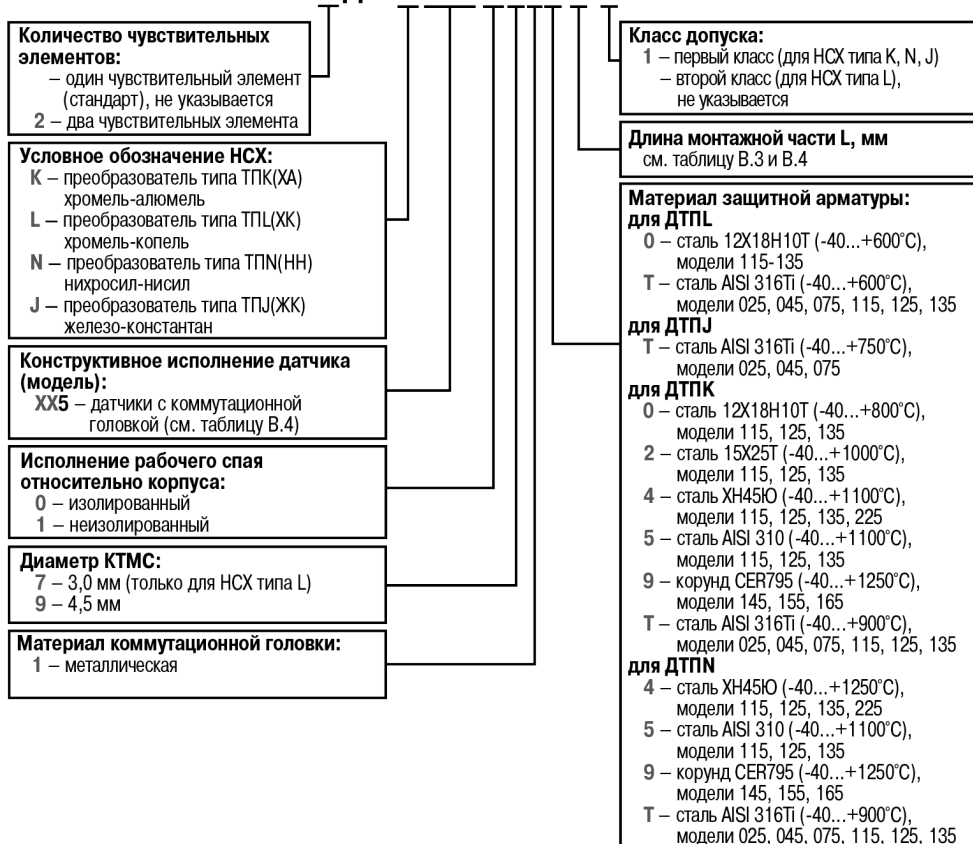 Количество чувствительных
элементов:
– один чувствительный элемент
(стандарт), не указывается
2 – два чувствительных элемента
Условное обозначение НСХ:
K – преобразователь типа ТПК(ХА)
хромель-алюмель
L – преобразователь типа ТПL(ХК)
хромель-копель
N – преобразователь типа ТПN(НН)
нихросил-нисил
J – преобразователь типа ТПJ(ЖК)
железо-константан
Конструктивное исполнение датчика
(модель):
XX5 – датчики с коммутационной
головкой (см. таблицу В.4)
Исполнение рабочего спая
относительно корпуса:
0 – изолированный
1 – неизолированный
Диаметр КТМС:
7 – 3,0 мм (только для НСХ типа L)
9 – 4,5 мм
Материал коммутационной головки:
1 – металлическая
Класс допуска:
1 – первый класс (для НСХ типа K, N, J)
– второй класс (для НСХ типа L),
не указывается
Длина монтажной части L, мм
см. таблицу В.3 и В.4
Материал защитной арматуры:
для ДТПL
0 – сталь 12Х18Н10Т (-40...+600°С),
модели 115-135
T – сталь AISI 316Ti (-40...+600°С),
модели 025, 045, 075, 115, 125, 135
для ДТПJ
T – сталь AISI 316Ti (-40...+750°С),
модели 025, 045, 075
для ДТПK
0 – сталь 12Х18Н10Т (-40...+800°С),
модели 115, 125, 135
2 – сталь 15Х25Т (-40...+1000°С),
модели 115, 125, 135
4 – сталь ХН45Ю (-40...+1100°С),
модели 115, 125, 135, 225
5 – сталь AISI 310 (-40...+1100°С),
модели 115, 125, 135
9 – корунд CER795 (-40...+1250°С),
модели 145, 155, 165
T – сталь AISI 316Ti (-40...+900°С),
модели 025, 045, 075, 115, 125, 135
для ДТПN
4 – сталь ХН45Ю (-40...+1250°С),
модели 115, 125, 135, 225
5 – сталь AISI 310 (-40...+1100°С),
модели 115, 125, 135
9 – корунд CER795 (-40...+1250°С),
модели 145, 155, 165
T – сталь AISI 316Ti (-40...+900°С),
модели 025, 045, 075, 115, 125, 135